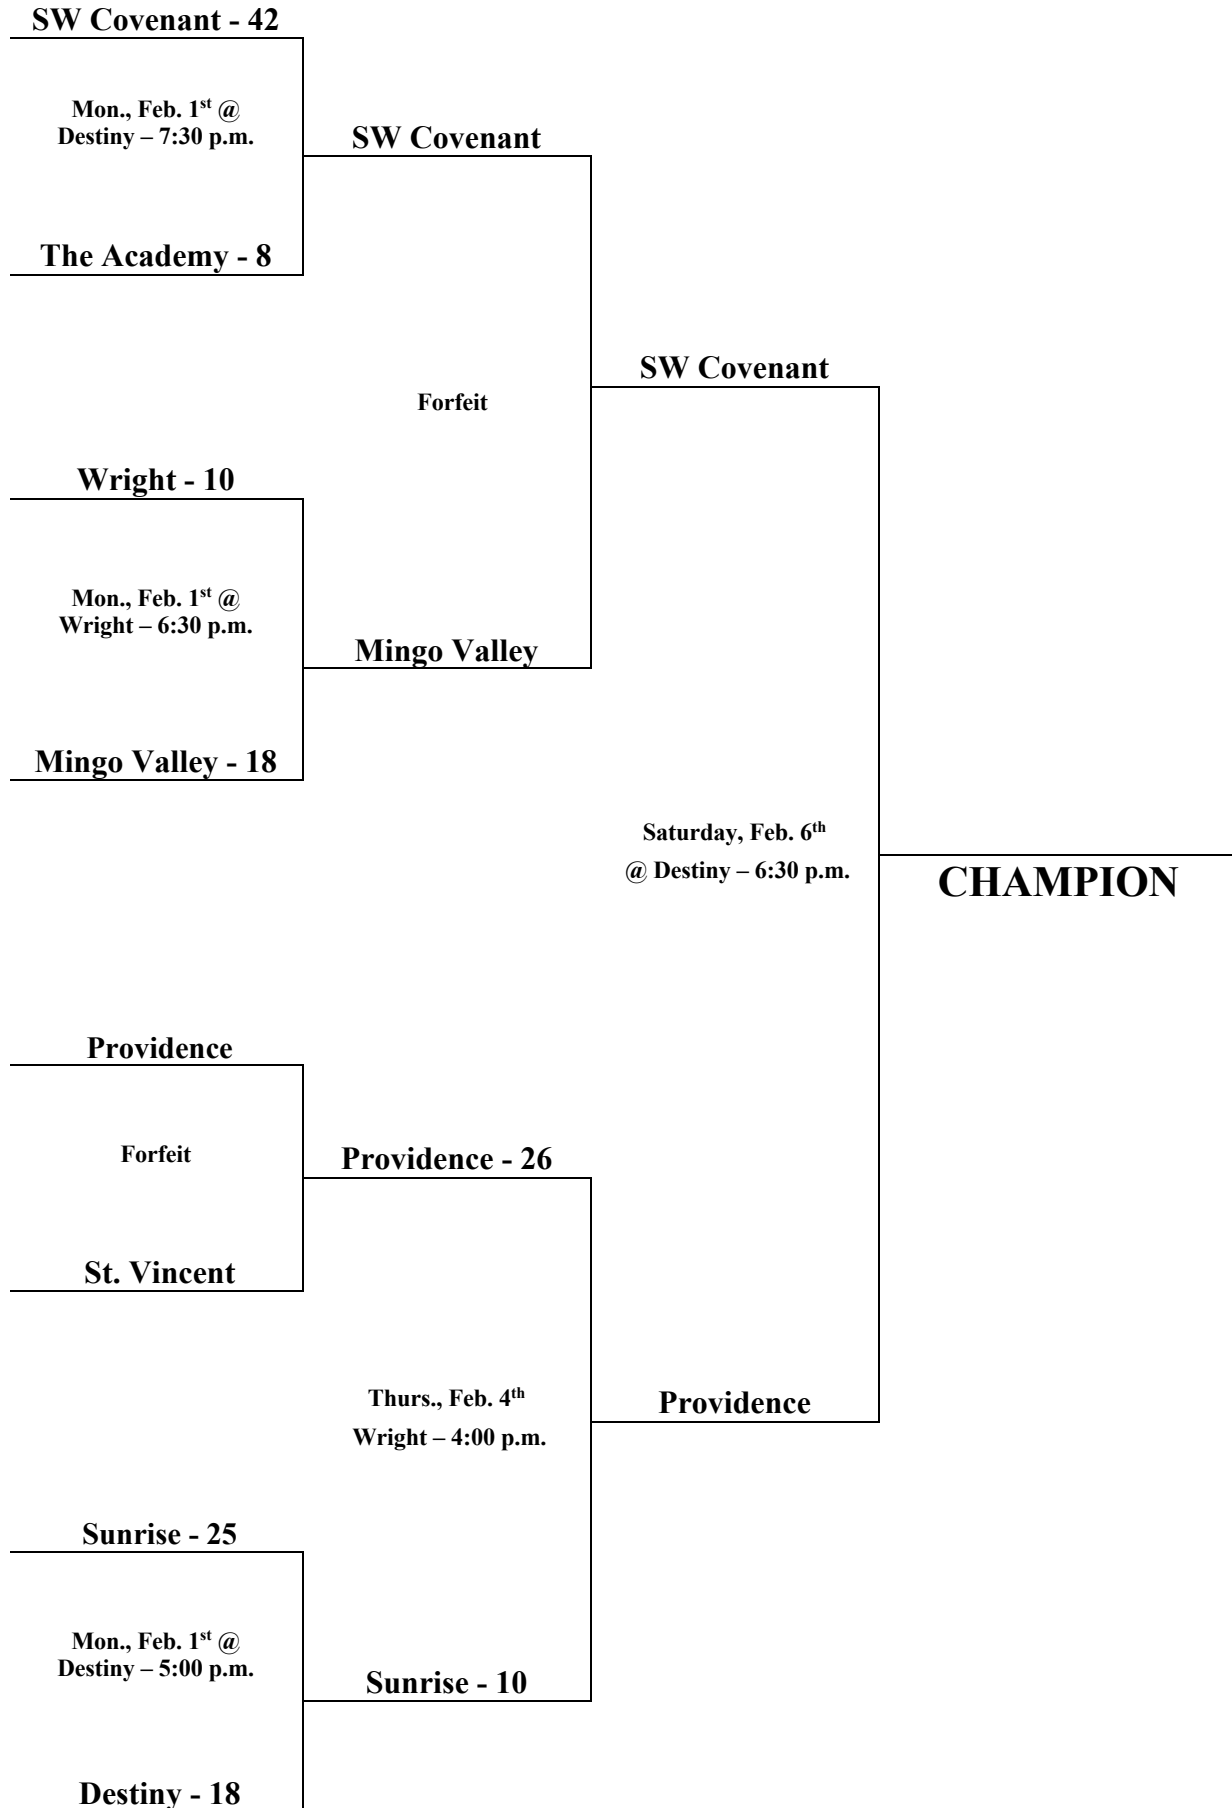 SW Covenant - 42
Mon., Feb. 1st @
Destiny – 7:30 p.m.
SW Covenant
The Academy - 8
SW Covenant
Forfeit
Wright - 10
Mon., Feb. 1st @
Wright – 6:30 p.m.
Mingo Valley
Mingo Valley - 18
Saturday, Feb. 6th
@ Destiny – 6:30 p.m.
CHAMPION
Providence
Forfeit
Providence - 26
St. Vincent
Thurs., Feb. 4th
Wright – 4:00 p.m.
Providence
Sunrise - 25
Mon., Feb. 1st @
Destiny – 5:00 p.m.
Sunrise - 10
Destiny - 18